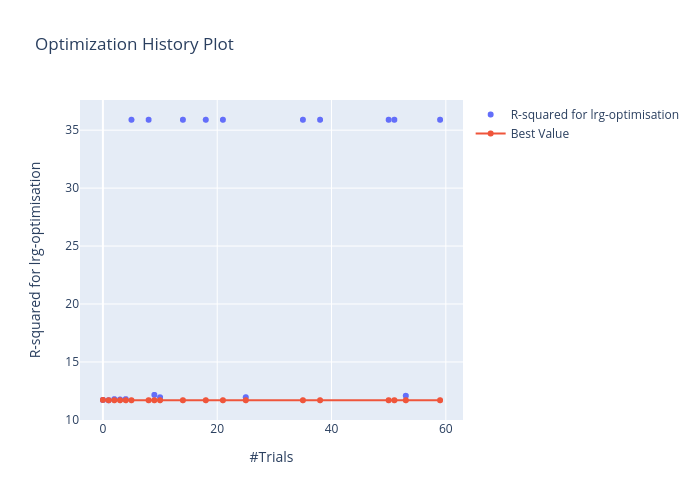 Optimization History Plot
R-squared for lrg-optimisation
Best Value
35
30
25
20
15
10
0
20
40
60
#Trials
R-squared for lrg-optimisation